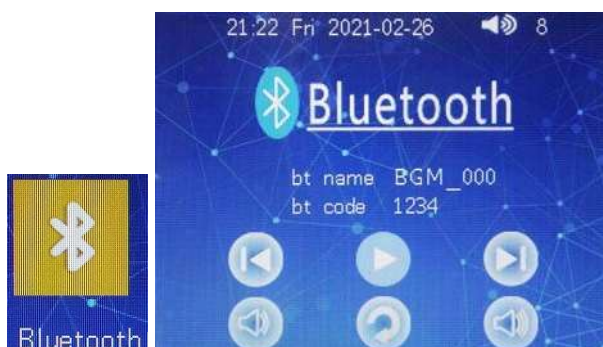 21:22 Fri 2021-02-26 8
Bluetooth
bt name BGM_000
bt code 1234
Bluetooth